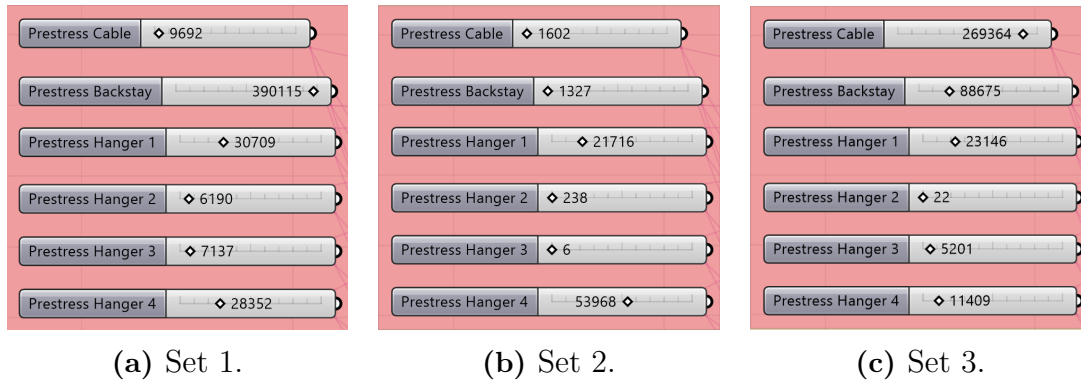 Prestress Cable 9692
Prestress Backstay 390115
Prestress Hanger 1 30709
Prestress Hanger 2 6190
Prestress Hanger 3 7137
Prestress Hanger 4 28352
(a) Set 1.
Prestress Cable 1602
Prestress Backstay 1327
Prestress Hanger 1 21716
Prestress Hanger 2 238
Prestress Hanger 3 6
Prestress Hanger 4 53968
(b) Set 2.
Prestress Cable 269364
Prestress Backstay 88675
Prestress Hanger 1 23146
Prestress Hanger 2 22
Prestress Hanger 3 5201
Prestress Hanger 4 11409
(c) Set 3.